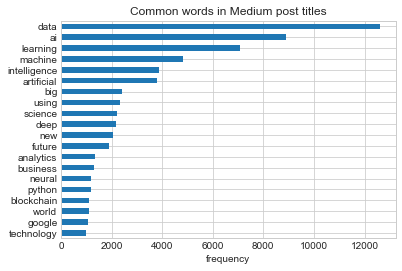 Common words in Medium post titles
data
ai
learning
machine
intelligence
artificial
big
using
science
deep
new
future
analytics
business
neural
python
blockchain
world
google
technology
0 2000 4000 6000 8000 10000 12000
frequency